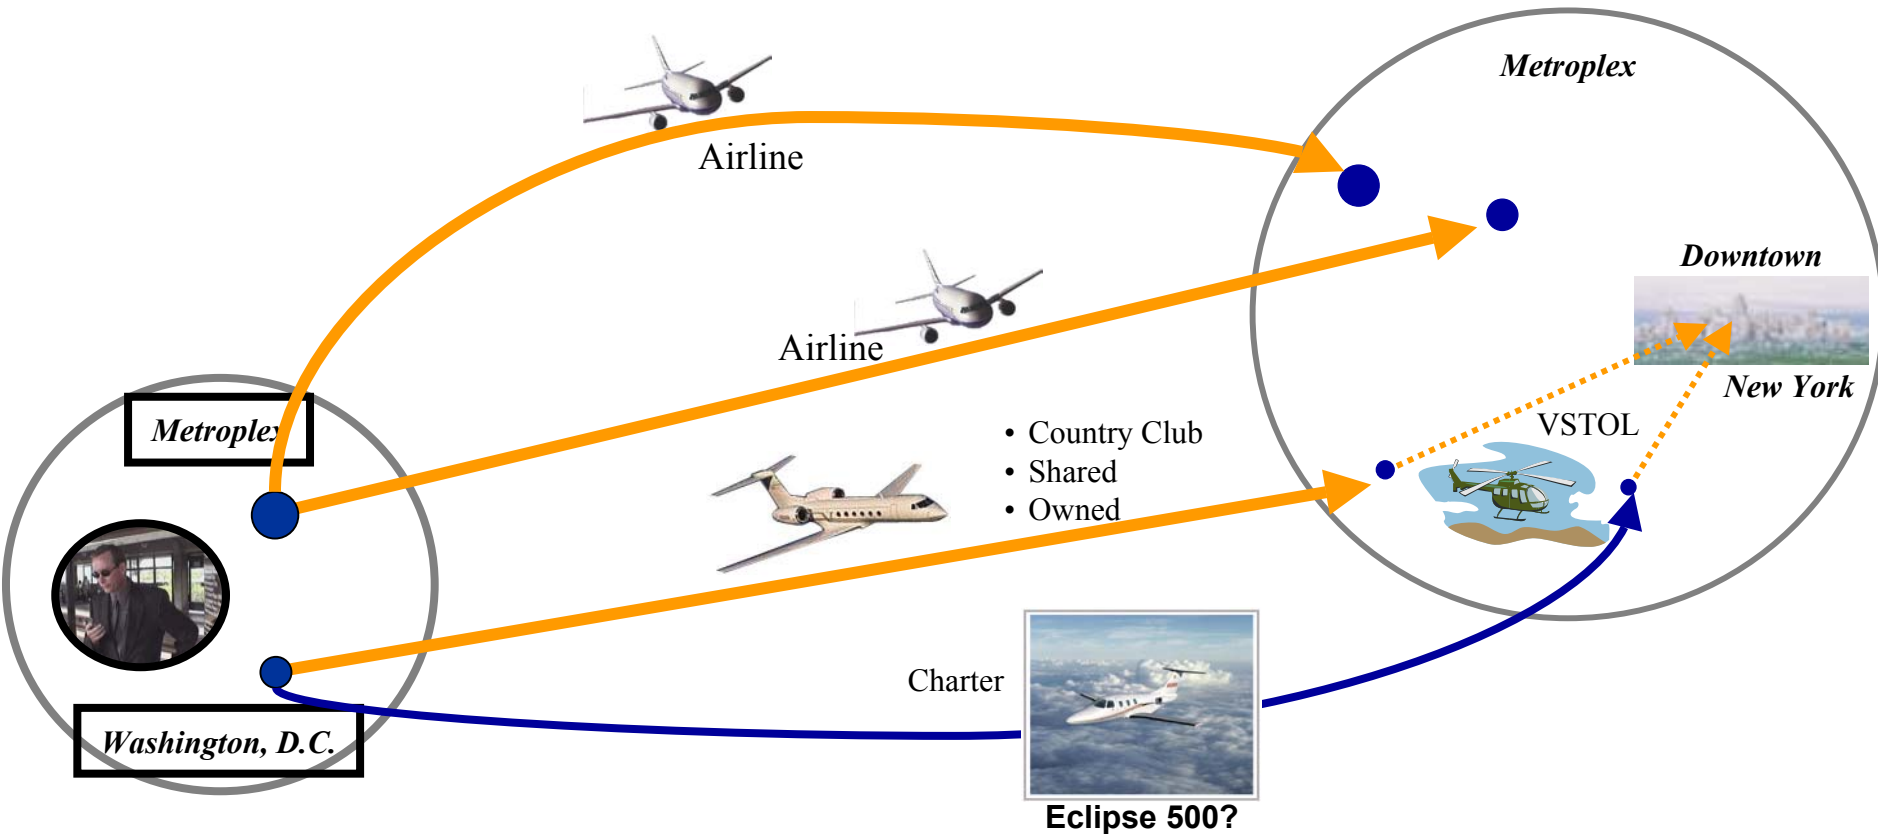 Metroplex
Airline
Downtown
Airline
New York
Metroplex
• Country Club
• Shared
• Owned
VSTOL
Charter
Washington, D.C.
Eclipse 500?